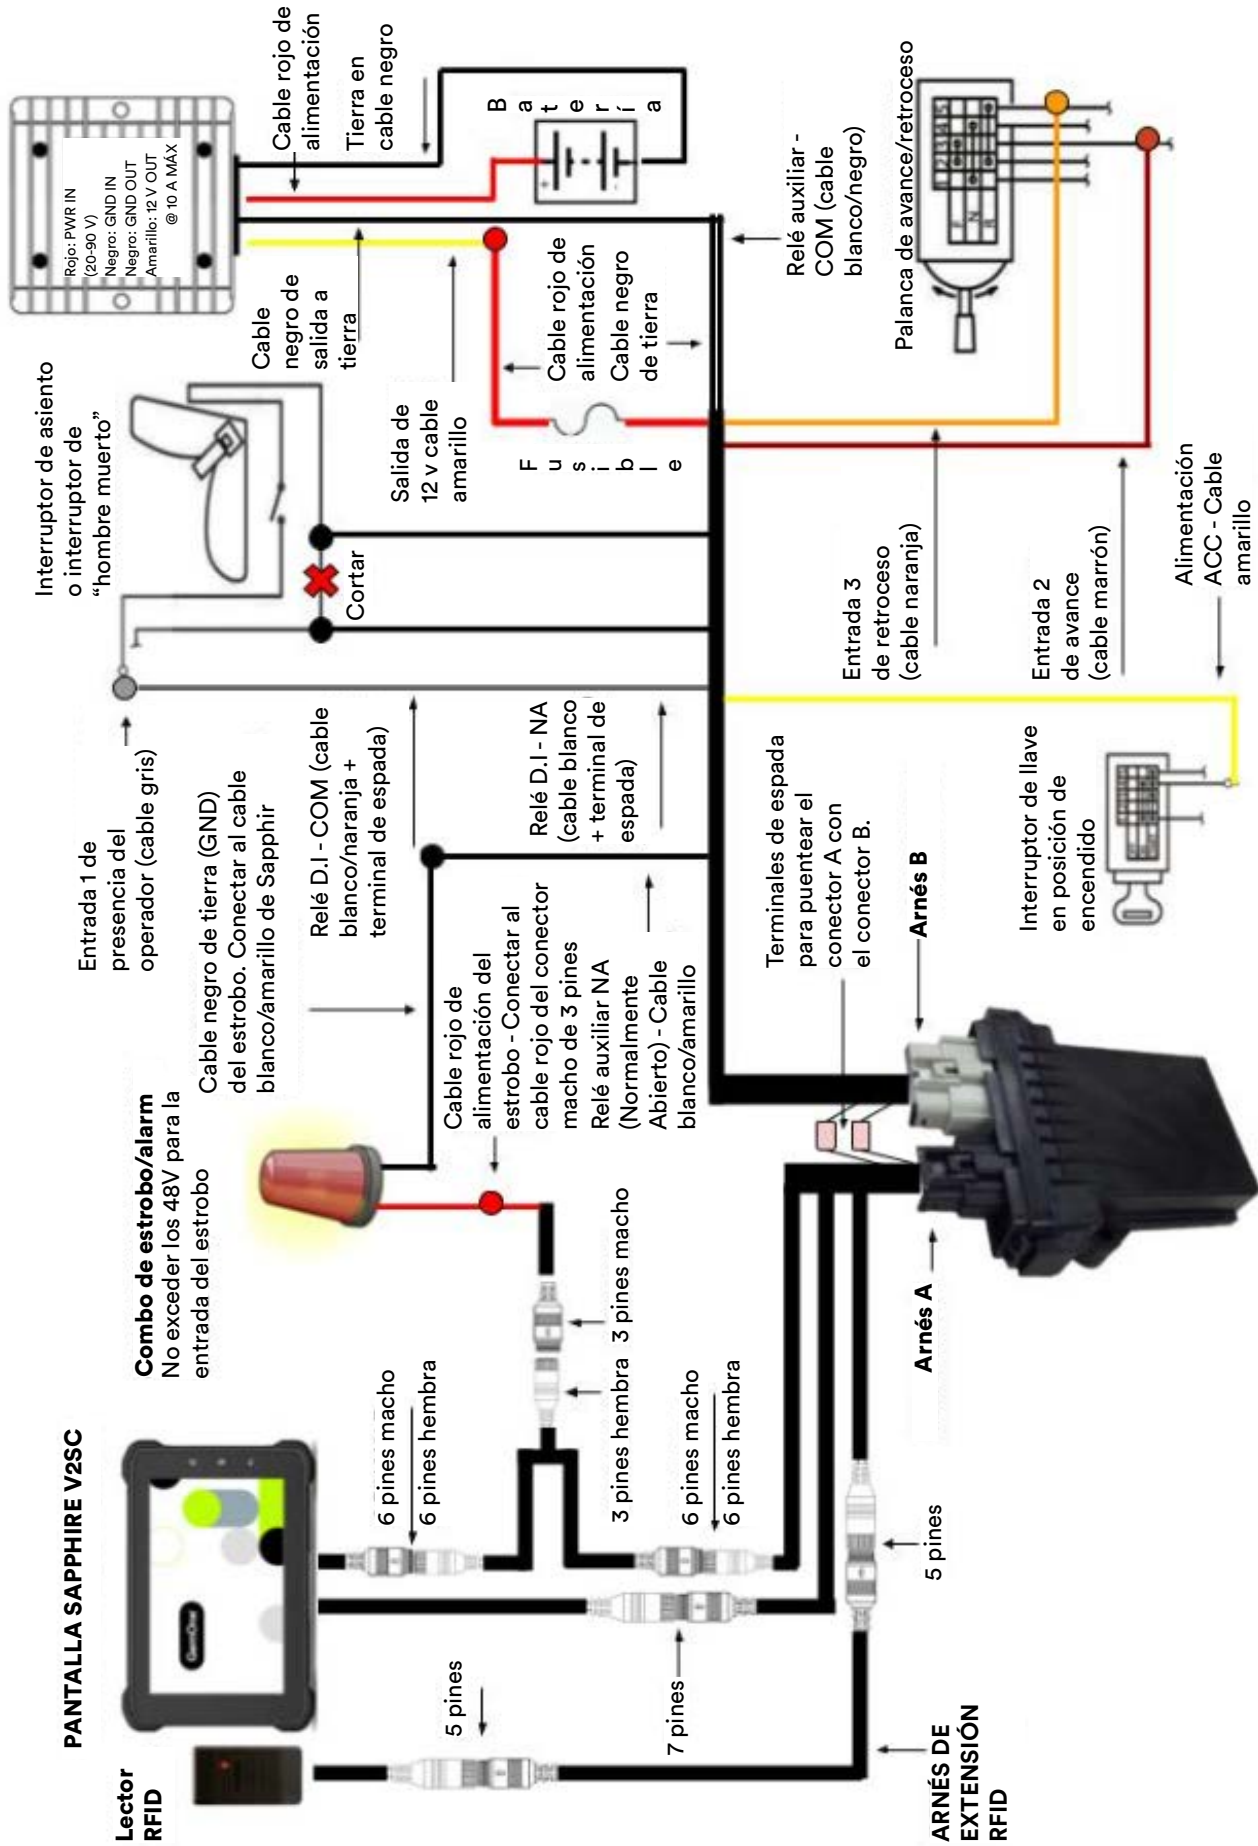 PANTALLA SAPPHIRE V2SC
Lector
RFID
GemOne
5 pines
7 pines
ARNÉS DE
EXTENSIÓN
RFID
6 pines macho
6 pines hembra
3 pines hembra
3 pines macho
6 pines macho
6 pines hembra
5 pines
Combo de estrobo/alarm
No exceder los 48V para la
entrada del estrobo
Cable negro de tierra (GND)
del estrobo. Conectar al cable
blanco/amarillo de Sapphir
Cable rojo de
alimentación del
estrobo - Conectar al
cable rojo del conector
macho de 3 pines
Relé auxiliar NA
(Normalmente
Abierto) - Cable
blanco/amarillo
Arnés A
Arnés B
Terminales de espada
para puentear el
conector A con
el conector B.
Entrada 1 de
presencia del
operador (cable gris)
Relé D.I - COM (cable
blanco/naranja +
terminal de espada)
Relé D.I - NA
(cable blanco
+ terminal de
espada)
Interruptor de llave
en posición de
encendido
Interruptor de asiento
o interruptor de
“hombre muerto”
Cortar
Entrada 3
de retroceso
(cable naranja)
Entrada 2
de avance
(cable marrón)
Alimentación
ACC - Cable
amarillo
Rojo: PWR IN
(20-90 V)
Negro: GND IN
Negro: GND OUT
Amarillo: 12 V OUT
@ 10 A MÁX
Cable
negro de
salida a
tierra
Salida de
12 v cable
amarillo
Fusible
Cable rojo de
alimentación
Cable negro
de tierra
Cable rojo de
alimentación
Tierra en
cable negro
Batería
+
-
Relé auxiliar -
COM (cable
blanco/negro)
Palanca de avance/retroceso
1 2 3 4 5
F
N
R